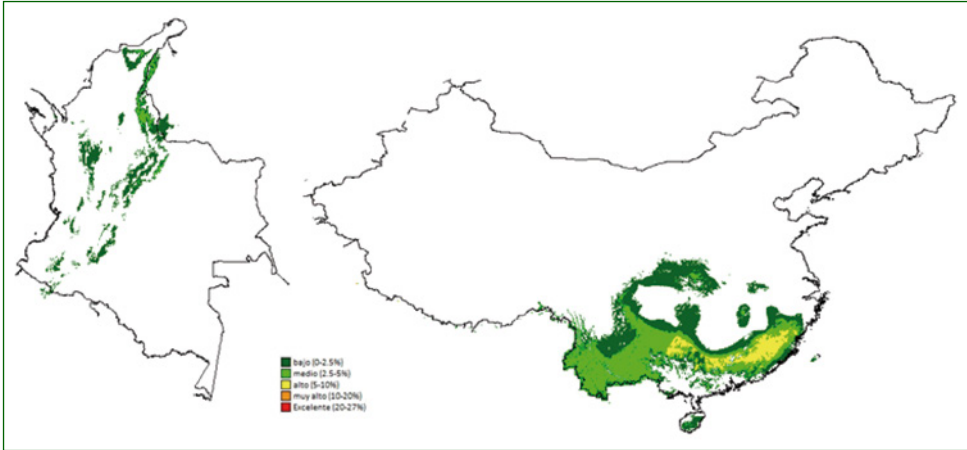 bajo (0-2.5%)
medio (2.5-5%)
alto (5-10%)
muy alto (10-20%)
Excelente (20-27%)